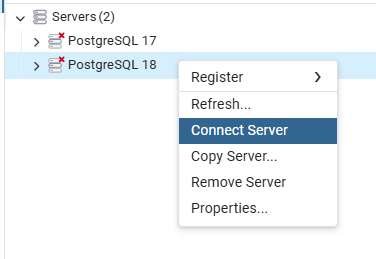 Servers (2)
PostgreSQL 17
PostgreSQL 18
Register
Refresh...
Connect Server
Copy Server...
Remove Server
Properties...